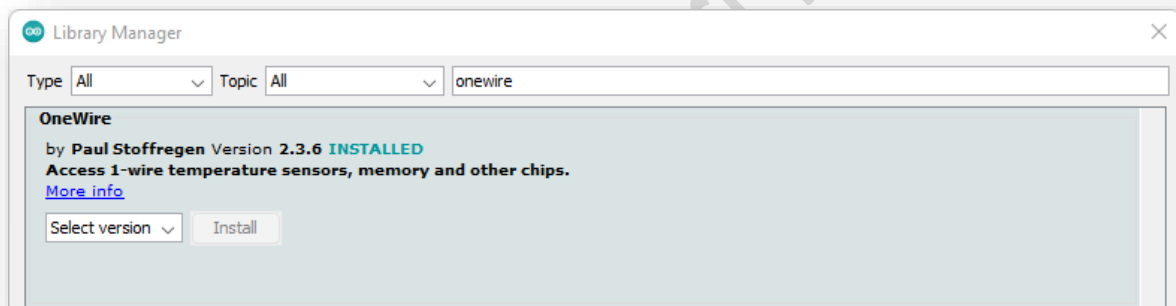 Library Manager
Type All Topic All onewire
OneWire
by Paul Stoffregen Version 2.3.6 INSTALLED
Access 1-wire temperature sensors, memory and other chips.
More info
Select version Install